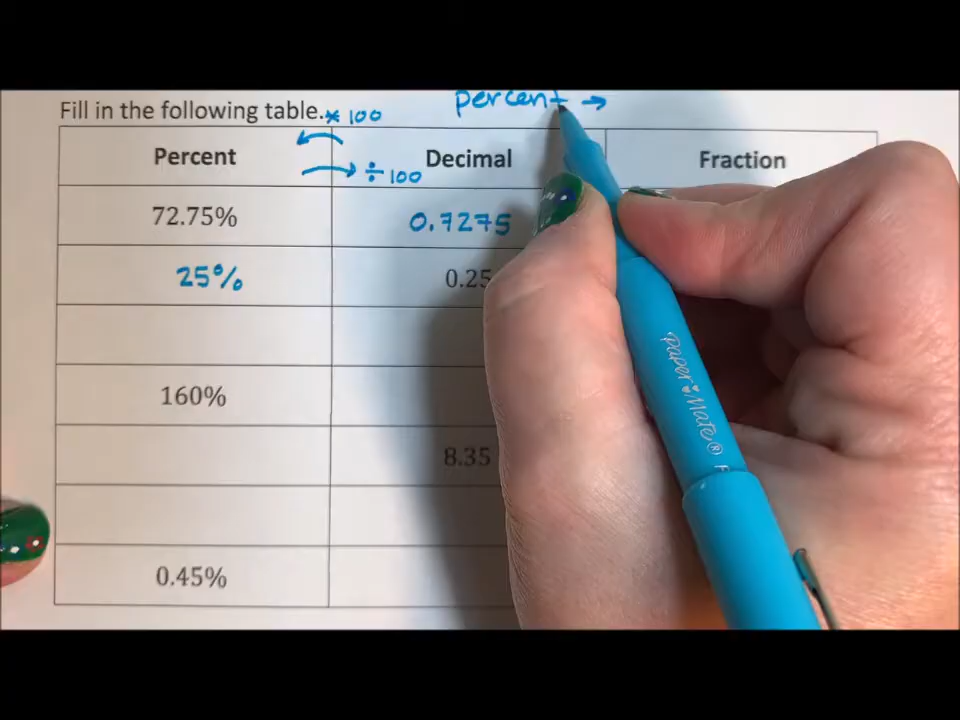 percent →
Fill in the following table. * 100
Percent Decimal Fraction
÷ 100
72.75% 0.7275
25% 0.25
160%
8.35
0.45%
Paper Mate®